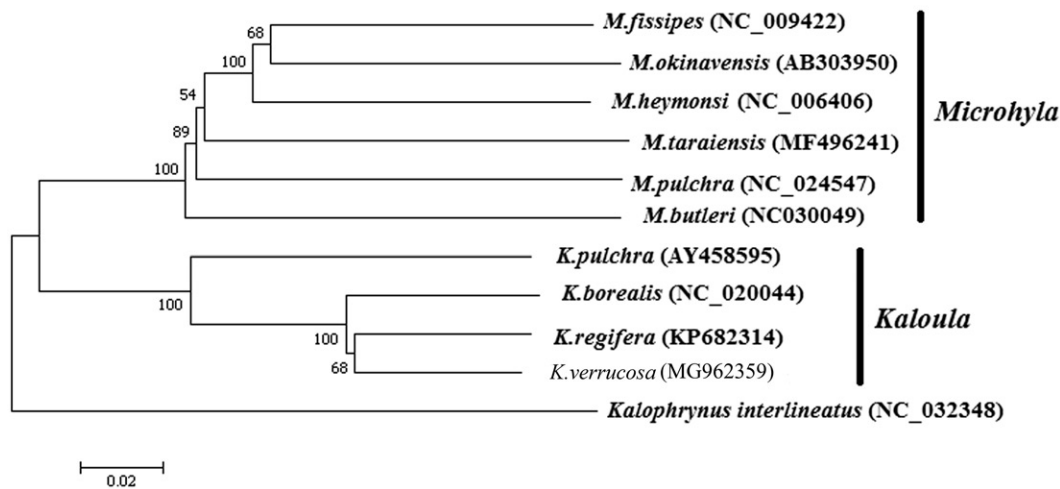 M.fissipes (NC_009422)
68
M.okinavensis (AB303950)
100
M.heymonsi (NC_006406)
54
Microhyla
89
M.taraiensis (MF496241)
100
M.pulchra (NC_024547)
M.butleri (NC030049)
K.pulchra (AY458595)
100
K.borealis (NC_020044)
Kaloula
100
K.regifera (KP682314)
68
K.verrucosa (MG962359)
Kalophrynus interlineatus (NC_032348)
0.02